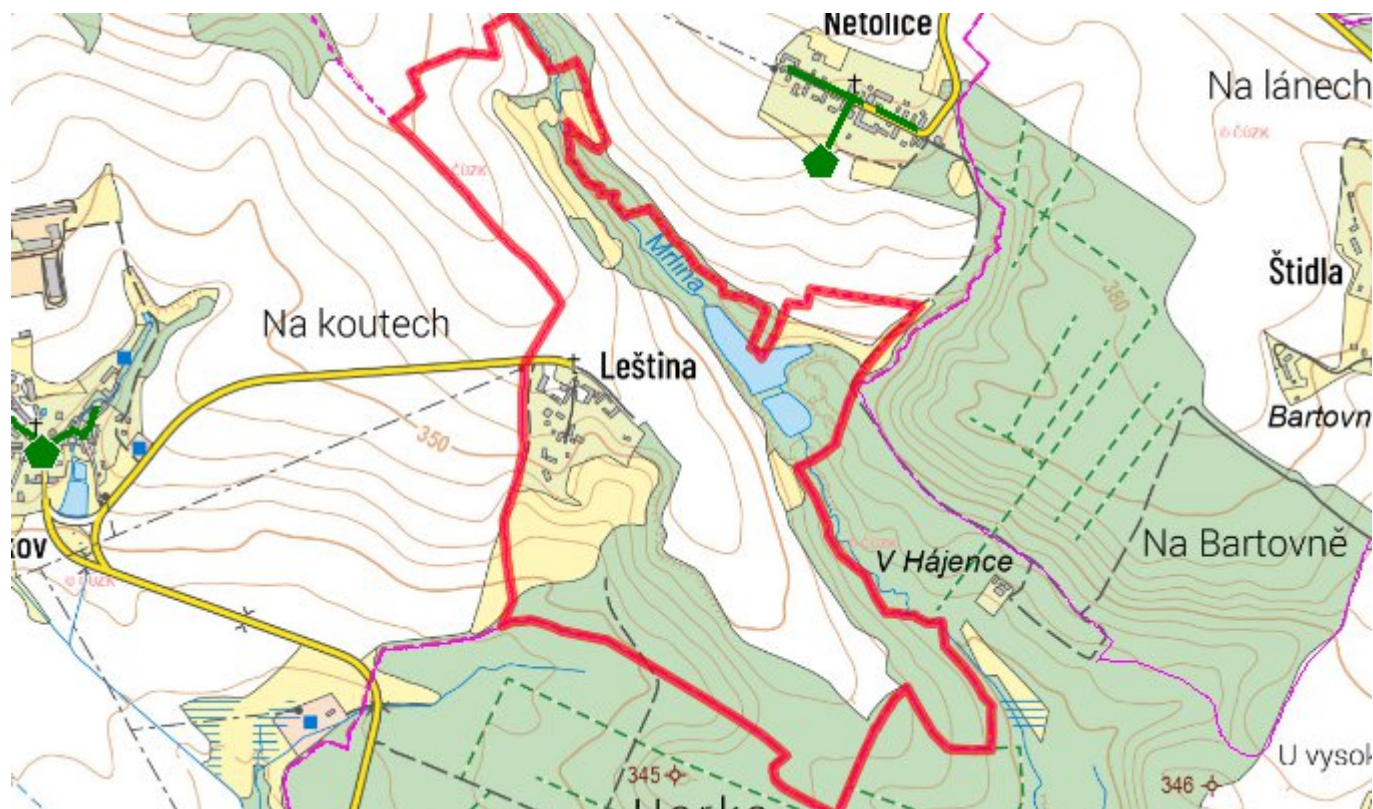 Netolice
Na lánech
© ČÚZK
ČÚZK
Mrlina
Štidla
380
Na koutech
Leština
350
Bartovn
kov
© ČÚZK
© ČÚZK
V Hájence
Na Bartovně
345
346
U vysok
Horka